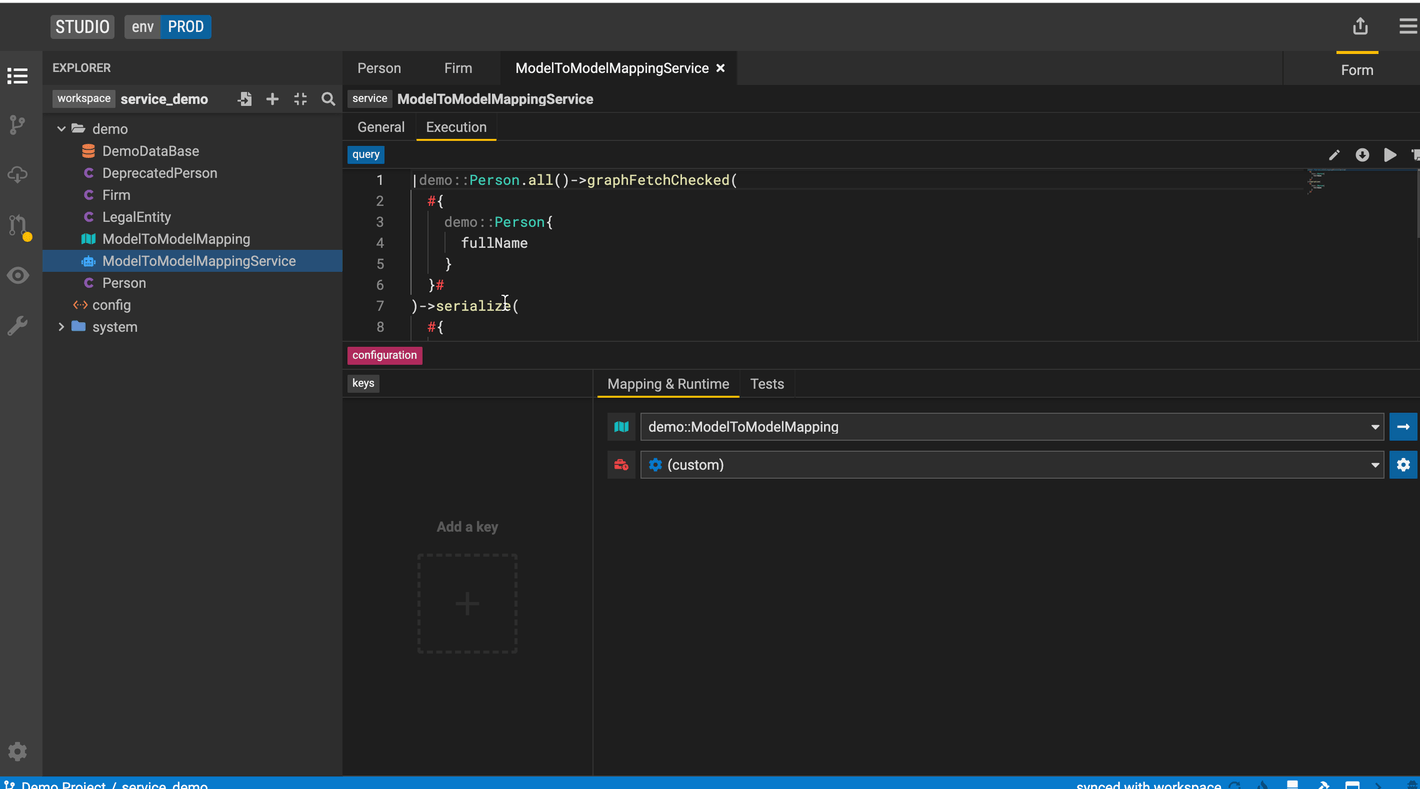 STUDIO env PROD
EXPLORER
Person Firm ModelToModelMappingService ×
Form
workspace service_demo
service ModelToModelMappingService
General Execution
demo
DemoDataBase
DeprecatedPerson
Firm
LegalEntity
ModelToModelMapping
ModelToModelMappingService
Person
config
system
query
1 |demo::Person.all()->graphFetchChecked(
2 #{
3 demo::Person{
4 fullName
5 }
6 }#
7 )->serialize(
8 #{
configuration
keys
Mapping & Runtime Tests
demo::ModelToModelMapping
(custom)
Add a key
Demo Project / service_demo
synced with workspace